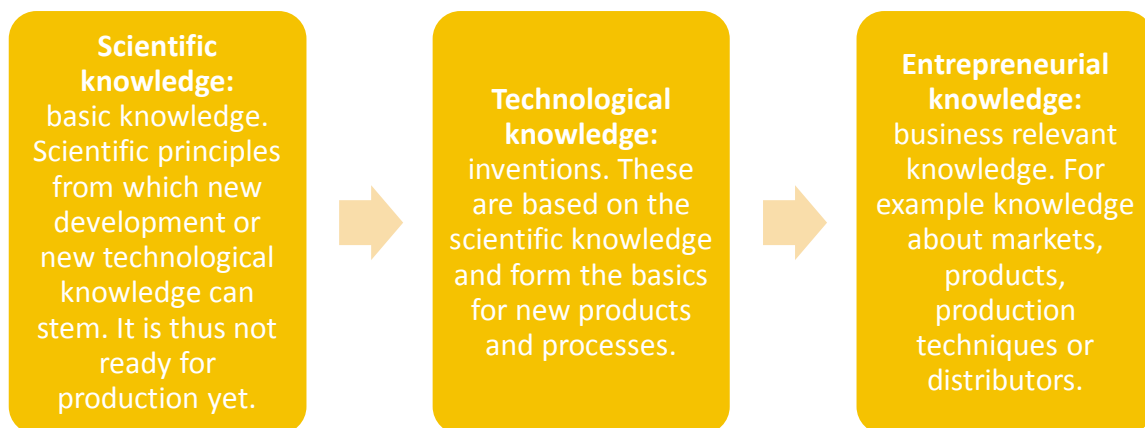 Scientific
knowledge:
basic knowledge.
Scientific principles
from which new
development or
new technological
knowledge can
stem. It is thus not
ready for
production yet.
Technological
knowledge:
inventions. These
are based on the
scientific knowledge
and form the basics
for new products
and processes.
Entrepreneurial
knowledge:
business relevant
knowledge. For
example knowledge
about markets,
products,
production
techniques or
distributors.